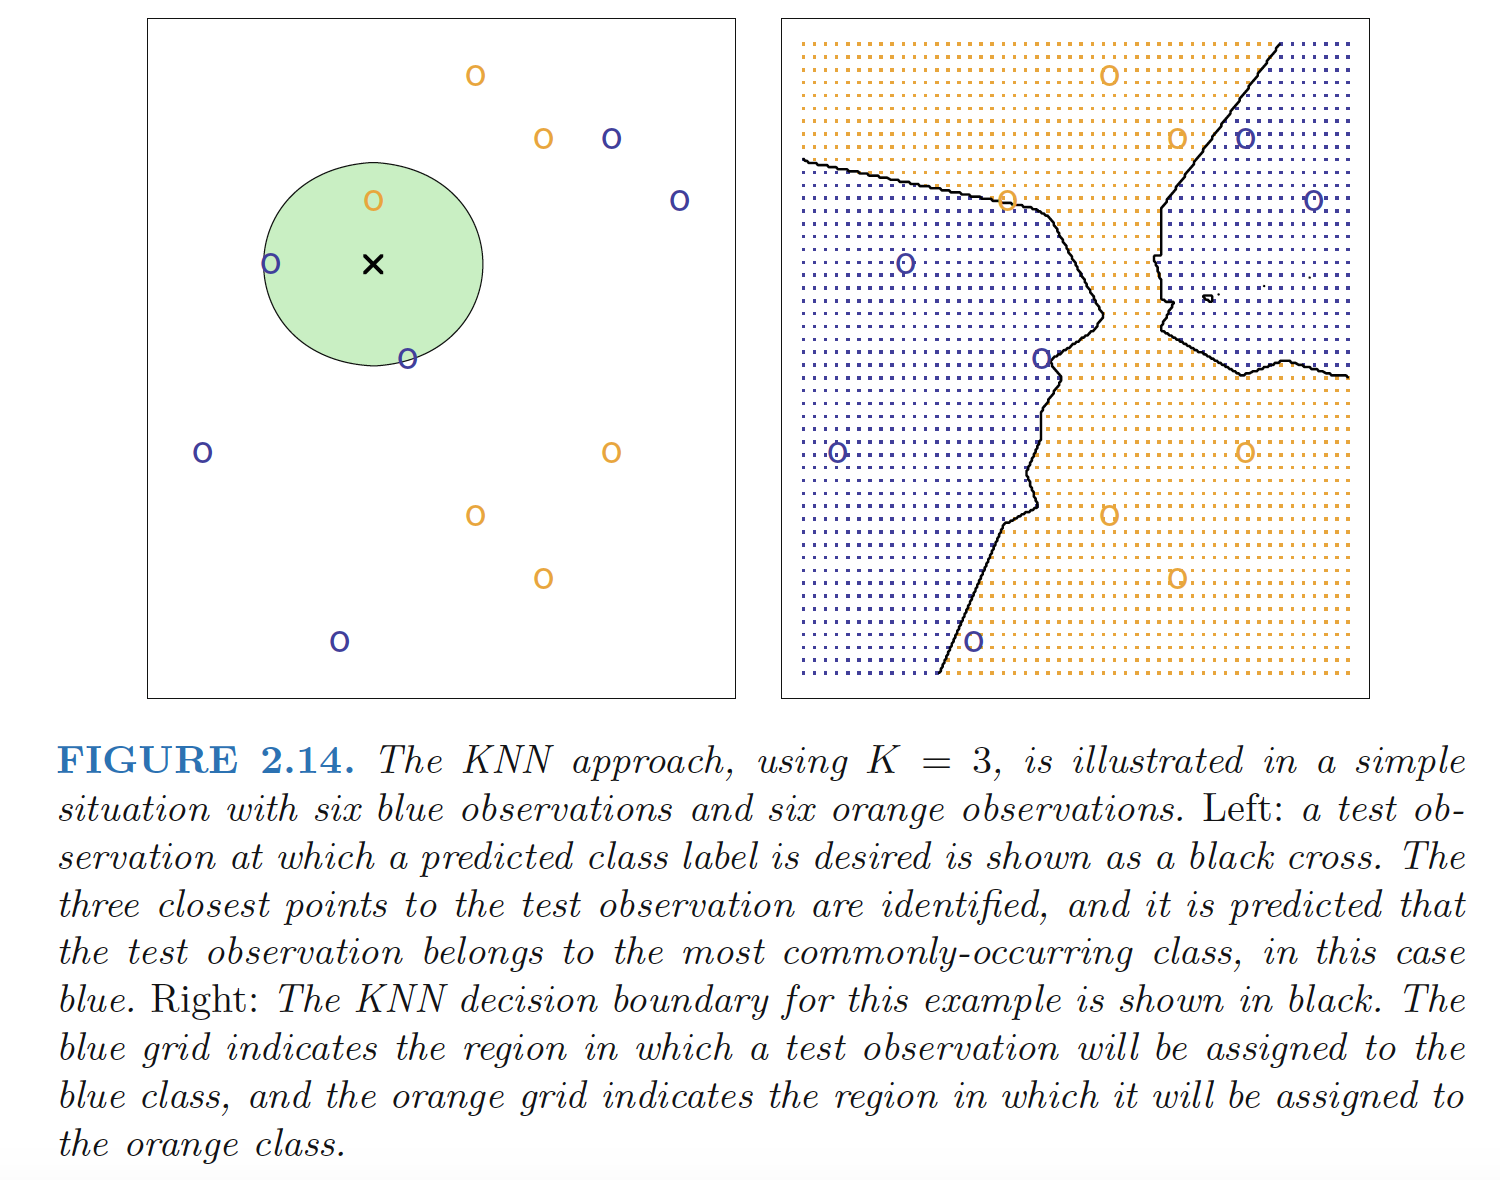 FIGURE 2.14. The KNN approach, using K = 3, is illustrated in a simple
situation with six blue observations and six orange observations. Left: a test ob-
servation at which a predicted class label is desired is shown as a black cross. The
three closest points to the test observation are identified, and it is predicted that
the test observation belongs to the most commonly-occurring class, in this case
blue. Right: The KNN decision boundary for this example is shown in black. The
blue grid indicates the region in which a test observation will be assigned to the
blue class, and the orange grid indicates the region in which it will be assigned to
the orange class.